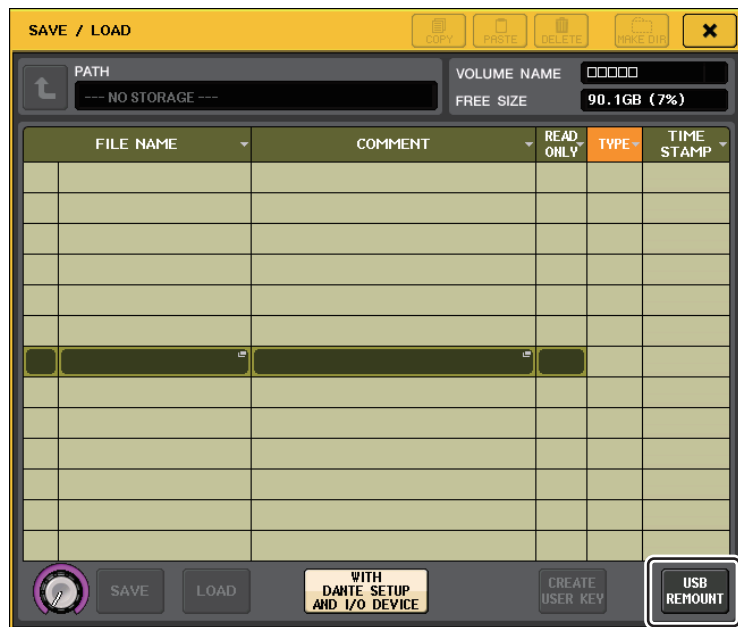 SAVE / LOAD
COPY
PASTE
DELETE
MAKE DIR
PATH
--- NO STORAGE ---
VOLUME NAME □□□□□
FREE SIZE 90.1GB (7%)
FILE NAME
COMMENT
READ ONLY
TYPE
TIME STAMP
SAVE
LOAD
WITH
DANTE SETUP
AND I/O DEVICE
CREATE
USER KEY
USB
REMOUNT